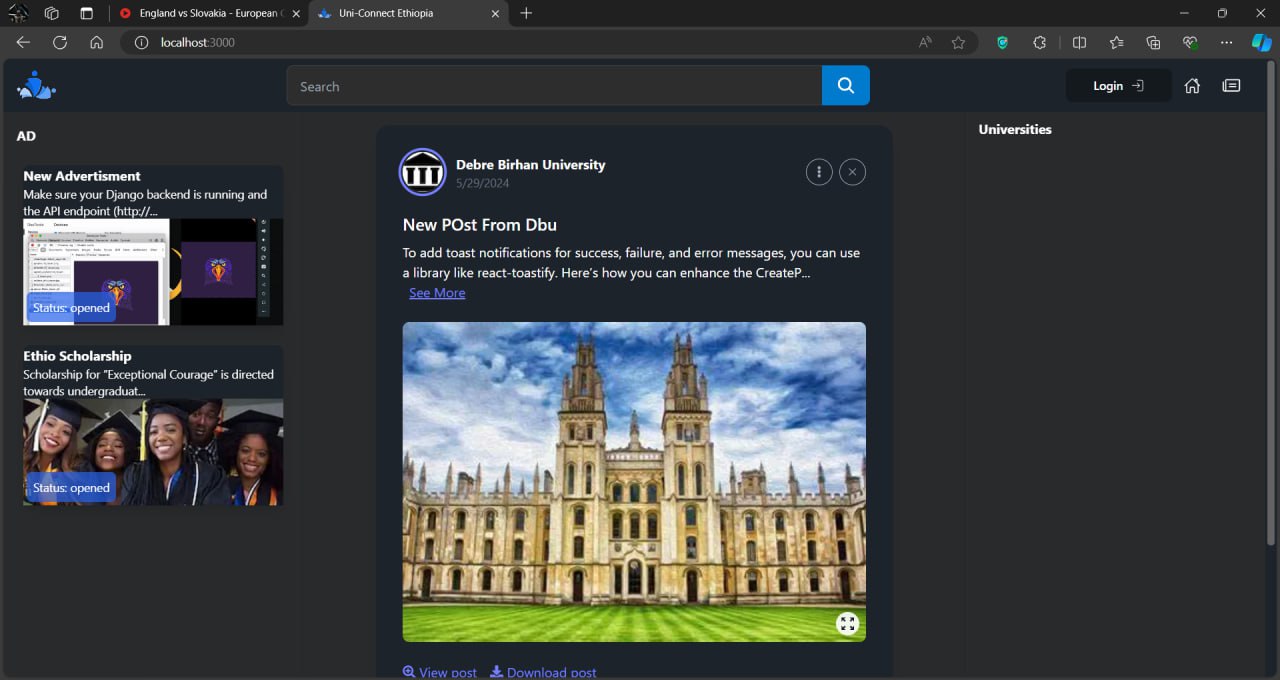 England vs Slovakia - European C
Uni-Connect Ethiopia
localhost:3000
Search
Login
AD
New Advertisment
Make sure your Django backend is running and
the API endpoint (http://...
Status: opened
Ethio Scholarship
Scholarship for "Exceptional Courage" is directed
towards undergraduat...
Status: opened
Debre Birhan University
5/29/2024
New POst From Dbu
To add toast notifications for success, failure, and error messages, you can use
a library like react-toastify. Here's how you can enhance the CreateP...
See More
View post
Download post
Universities